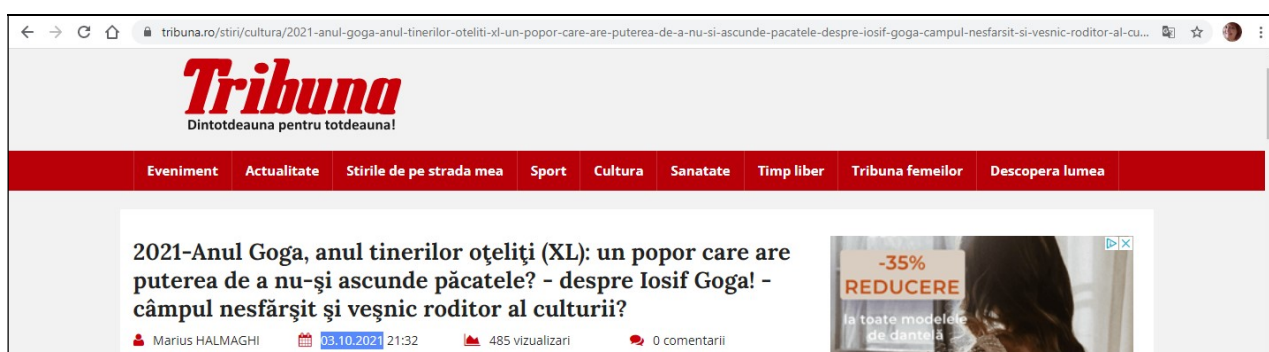 tribuna.ro/stiri/cultura/2021-anul-goga-anul-tinerilor-oteliti-xl-un-popor-care-are-puterea-de-a-nu-si-ascunde-pacatele-despre-iosif-goga-campul-nesfarsit-si-vesnic-roditor-al-cu...
Tribuna
Dintotdeauna pentru totdeauna!
Eveniment Actualitate Stirile de pe strada mea Sport Cultura Sanatate Timp liber Tribuna femeilor Descopera lumea
2021-Anul Goga, anul tinerilor oţeliţi (XL): un popor care are
puterea de a nu-şi ascunde păcatele? - despre Iosif Goga! -
câmpul nesfărşit şi veşnic roditor al culturii?
Marius HALMAGHI 03.10.2021 21:32 485 vizualizari 0 comentarii
-35%
REDUCERE
la toate modelele
de dantelă